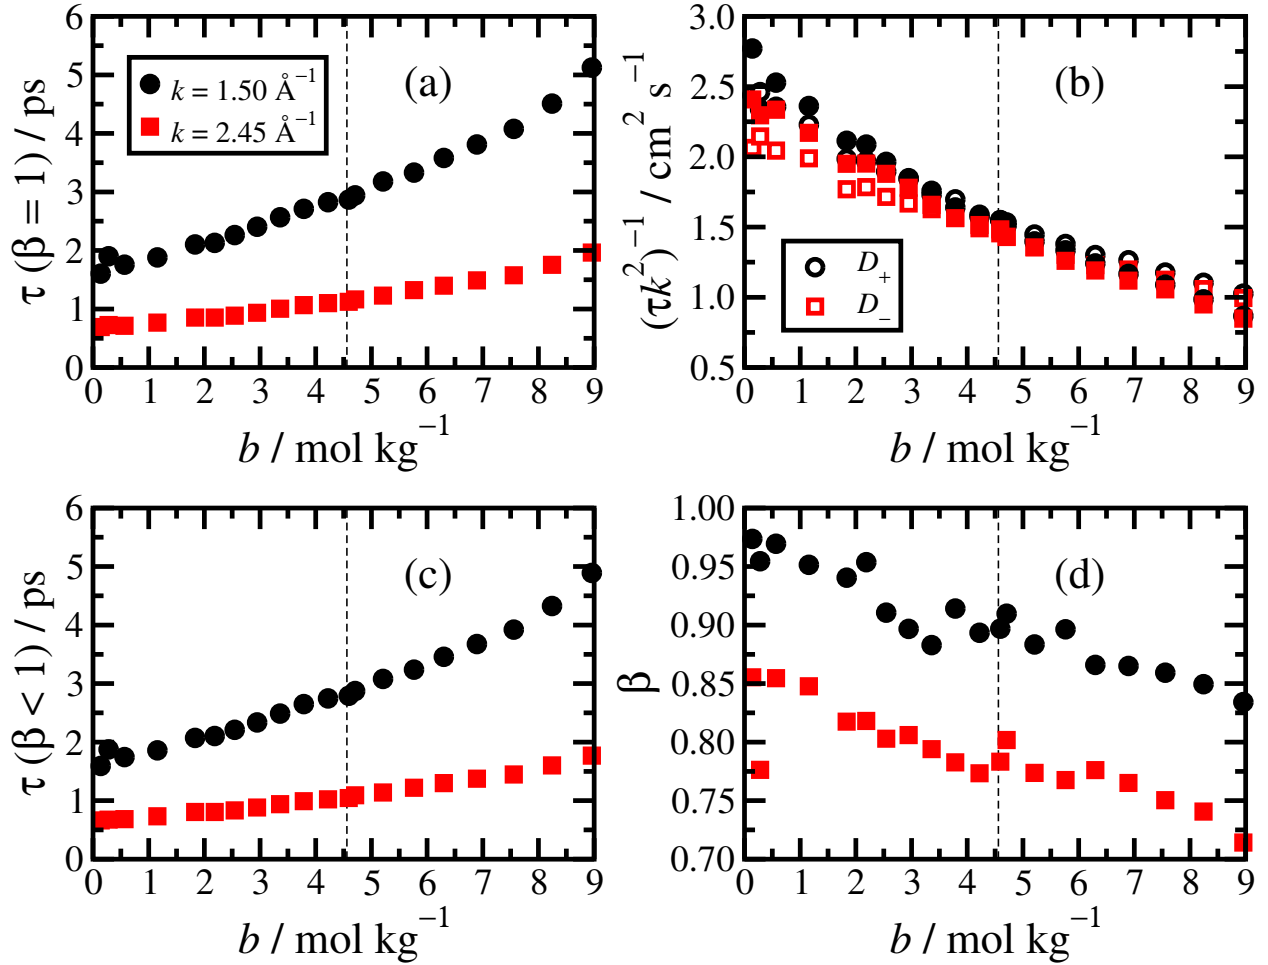 6
5
4
3
2
1
0
τ (β = 1) / ps
k = 1.50 Å⁻¹
k = 2.45 Å⁻¹
(a)
0 1 2 3 4 5 6 7 8 9
b / mol kg⁻¹
3.0
2.5
2.0
1.5
1.0
0.5
(τk²)⁻¹ / cm² s⁻¹
(b)
D₊
D₋
0 1 2 3 4 5 6 7 8 9
b / mol kg⁻¹
6
5
4
3
2
1
0
τ (β < 1) / ps
(c)
0 1 2 3 4 5 6 7 8 9
b / mol kg⁻¹
1.00
0.95
0.90
0.85
0.80
0.75
0.70
β
(d)
0 1 2 3 4 5 6 7 8 9
b / mol kg⁻¹